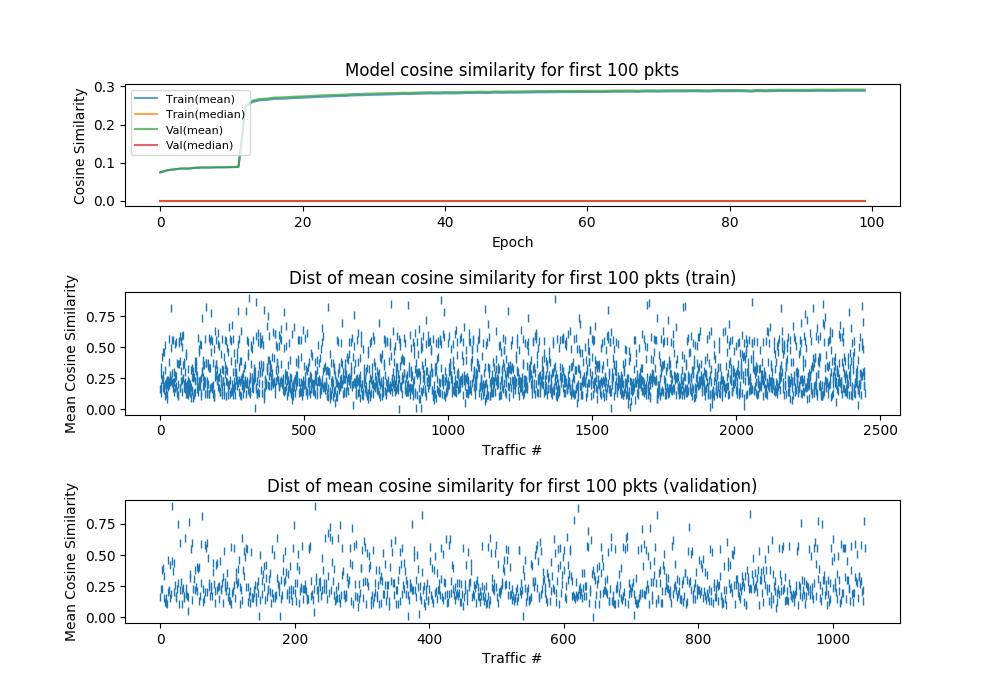 Model cosine similarity for first 100 pkts
Cosine Similarity
0.3
0.2
0.1
0.0
Train(mean)
Train(median)
Val(mean)
Val(median)
0 20 40 60 80 100
Epoch
Dist of mean cosine similarity for first 100 pkts (train)
Mean Cosine Similarity
0.75
0.50
0.25
0.00
0 500 1000 1500 2000 2500
Traffic #
Dist of mean cosine similarity for first 100 pkts (validation)
Mean Cosine Similarity
0.75
0.50
0.25
0.00
0 200 400 600 800 1000
Traffic #